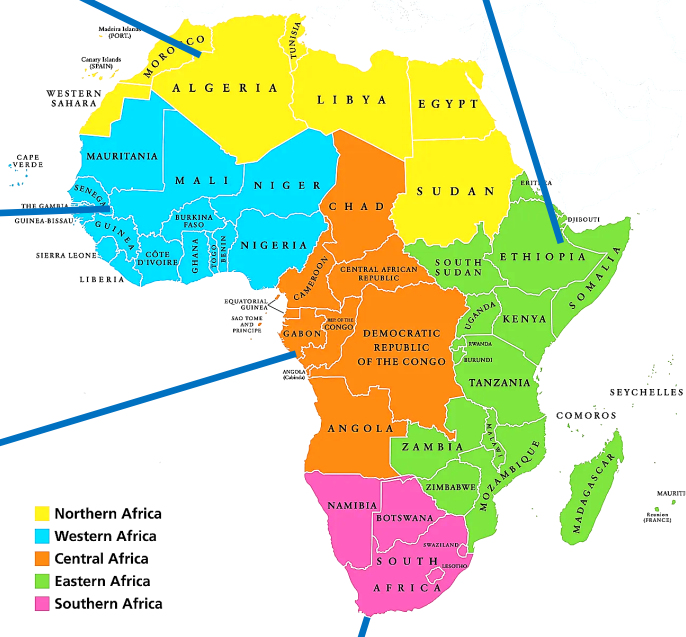 Madeira Islands
(PORT.)
MOROCCO
TUNISIA
Canary Islands
(SPAIN)
WESTERN
SAHARA
ALGERIA
LIBYA
EGYPT
CAPE
VERDE
MAURITANIA
MALI
NIGER
CHAD
SUDAN
ERITREA
SENEGAL
THE GAMBIA
GUINEA-BISSAU
GUINEA
BURKINA
FASO
DJIBOUTI
SIERRA LEONE
CÔTE
D'IVOIRE
GHANA
TOGO
BENIN
NIGERIA
LIBERIA
CAMEROON
CENTRAL AFRICAN
REPUBLIC
SOUTH
SUDAN
ETHIOPIA
SOMALIA
EQUATORIAL
GUINEA
SAO TOME
AND
PRINCIPE
GABON
REP. OF THE
CONGO
DEMOCRATIC
REPUBLIC
OF THE CONGO
UGANDA
KENYA
RWANDA
BURUNDI
ANGOLA
(Cabinda)
TANZANIA
SEYCHELLES
COMOROS
ANGOLA
ZAMBIA
MALAWI
MOZAMBIQUE
ZIMBABWE
MADAGASCAR
MAURITI
Reunion
(FRANCE)
NAMIBIA
BOTSWANA
SWAZILAND
SOUTH
AFRICA
LESOTHO
Northern Africa
Western Africa
Central Africa
Eastern Africa
Southern Africa